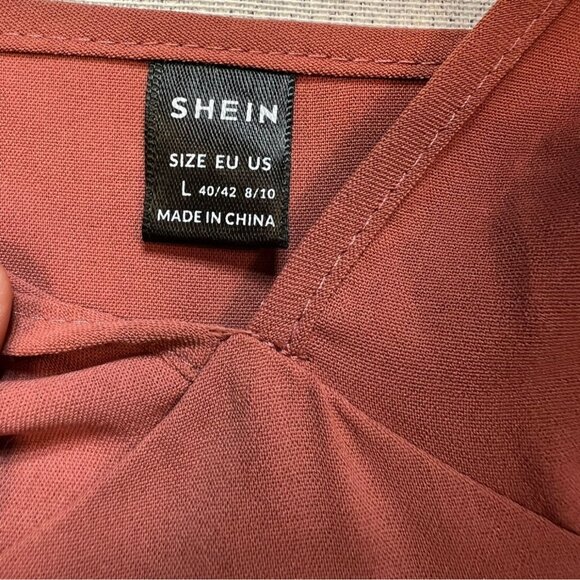 SHEIN
SIZE EU US
L 40/42 8/10
MADE IN CHINA